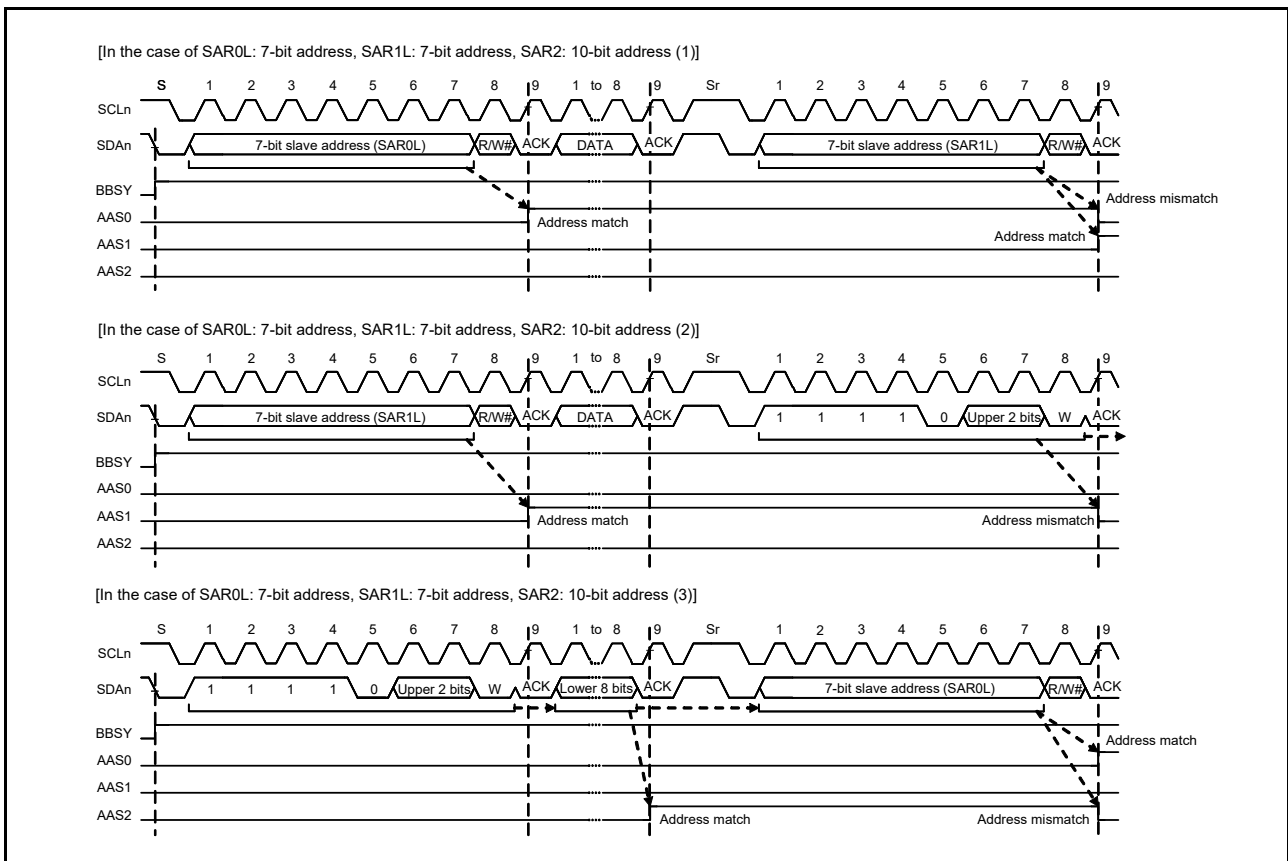 [In the case of SAR0L: 7-bit address, SAR1L: 7-bit address, SAR2: 10-bit address (1)]
S 1 2 3 4 5 6 7 8 9 1 to 8 9 Sr 1 2 3 4 5 6 7 8 9
SCLn
SDAn 7-bit slave address (SAR0L) R/W# ACK DATA ACK 7-bit slave address (SAR1L) R/W# ACK
BBSY
Address mismatch
AAS0
Address match
AAS1 Address match
AAS2
[In the case of SAR0L: 7-bit address, SAR1L: 7-bit address, SAR2: 10-bit address (2)]
S 1 2 3 4 5 6 7 8 9 1 to 8 9 Sr 1 2 3 4 5 6 7 8 9
SCLn
SDAn 7-bit slave address (SAR1L) R/W# ACK DATA ACK 1 1 1 1 0 Upper 2 bits W ACK
BBSY
AAS0
AAS1 Address match Address mismatch
AAS2
[In the case of SAR0L: 7-bit address, SAR1L: 7-bit address, SAR2: 10-bit address (3)]
S 1 2 3 4 5 6 7 8 9 1 to 8 9 Sr 1 2 3 4 5 6 7 8 9
SCLn
SDAn 1 1 1 1 0 Upper 2 bits W ACK Lower 8 bits ACK 7-bit slave address (SAR0L) R/W# ACK
BBSY
Address match
AAS0
AAS1
AAS2 Address match Address mismatch